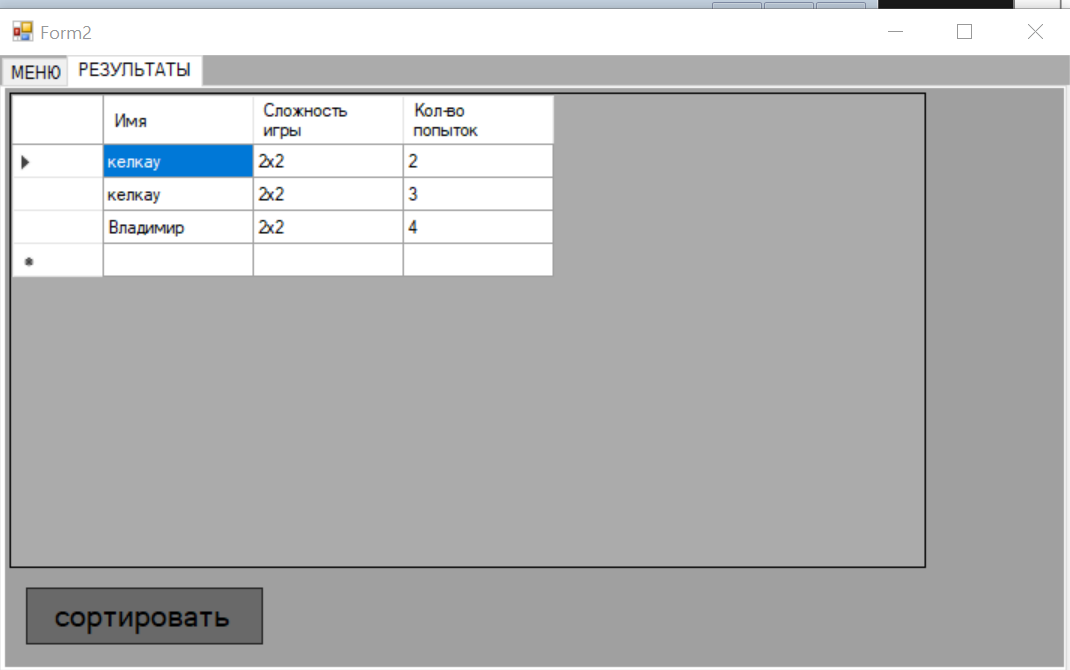 Form2
МЕНЮ РЕЗУЛЬТАТЫ
Имя Сложность игры Кол-во попыток
келкау 2x2 2
келкау 2x2 3
Владимир 2x2 4
сортировать